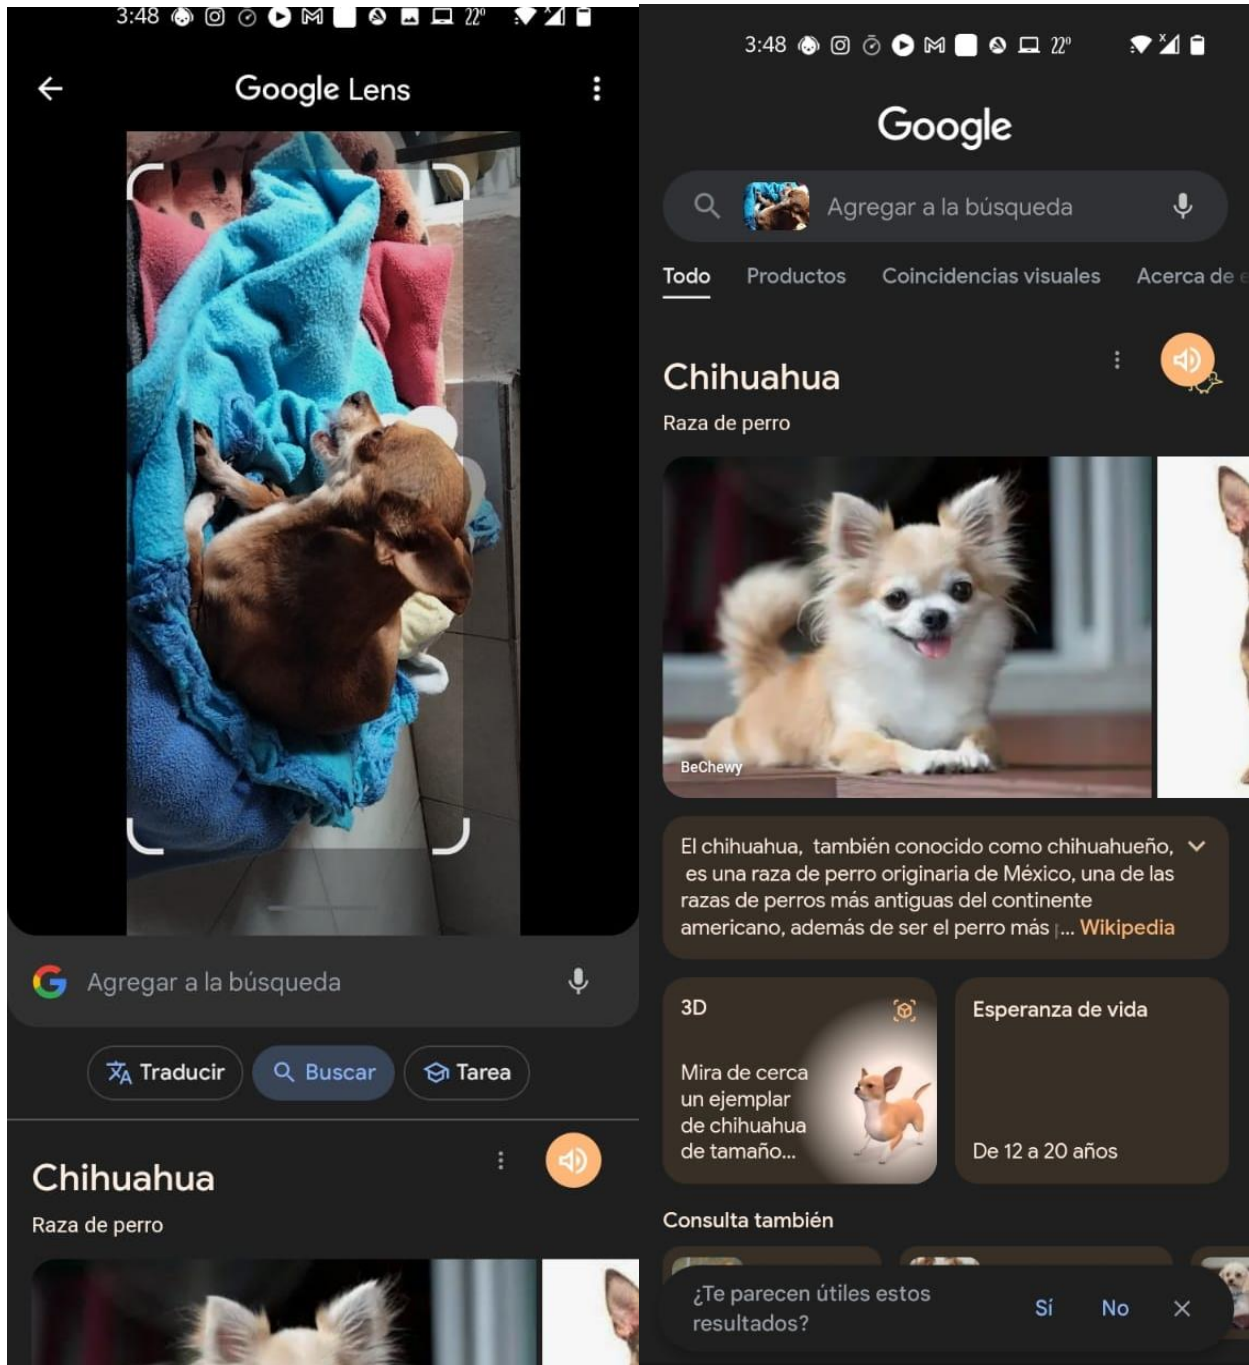 3:48 22°
Google Lens
Agregar a la búsqueda
Traducir
Buscar
Tarea
Chihuahua
Raza de perro
3:48 22°
Google
Agregar a la búsqueda
Todo Productos Coincidencias visuales Acerca de e
Chihuahua
Raza de perro
BeChewy
El chihuahua, también conocido como chihuahueño,
es una raza de perro originaria de México, una de las
razas de perros más antiguas del continente
americano, además de ser el perro más p... Wikipedia
3D
Mira de cerca
un ejemplar
de chihuahua
de tamaño...
Esperanza de vida
De 12 a 20 años
Consulta también
¿Te parecen útiles estos
resultados?
Sí No